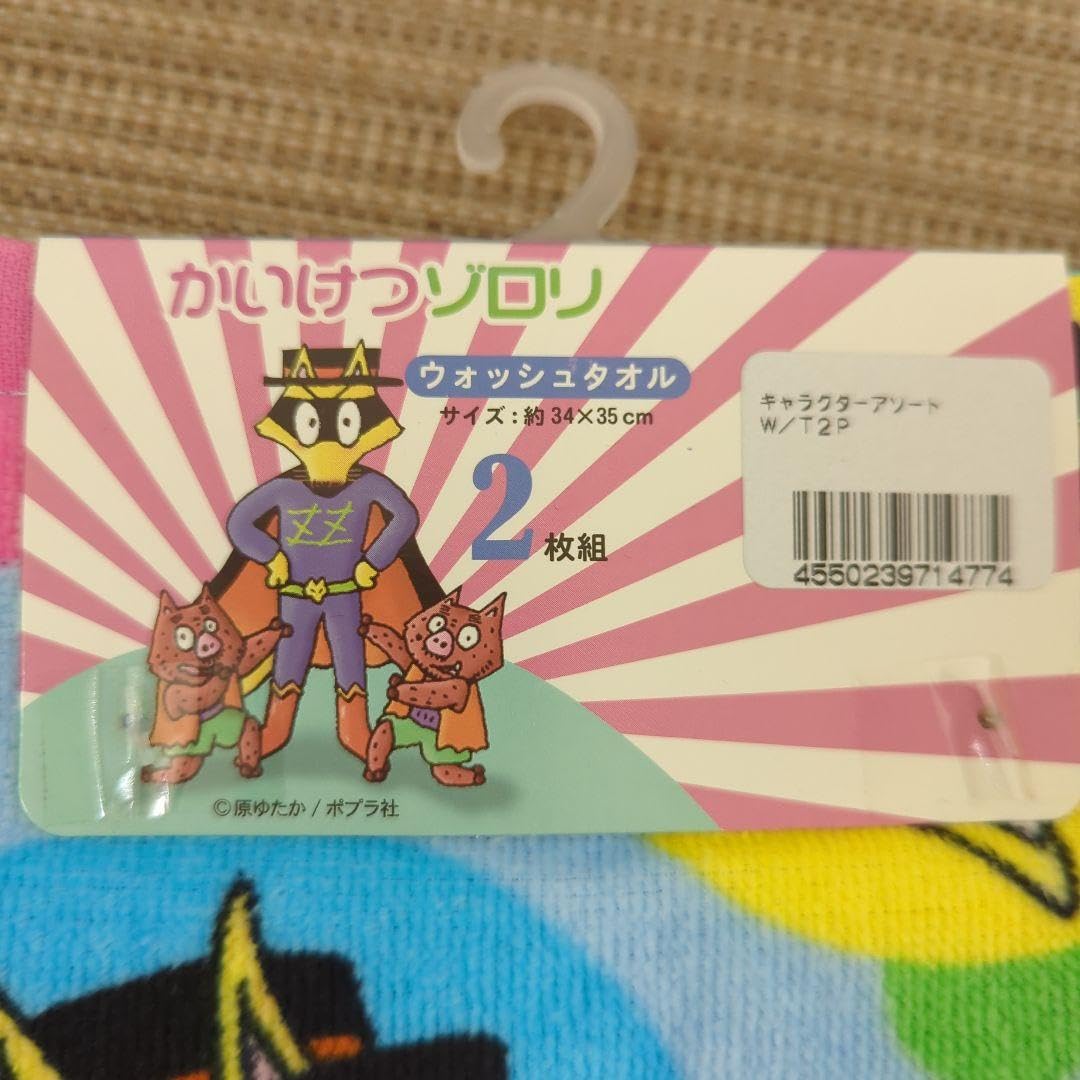 かいけつゾロリ
ウォッシュタオル
サイズ：約 34×35 cm
2枚組
キャラクターアソート
W／T2P
4550239714774
©原ゆたか / ポプラ社